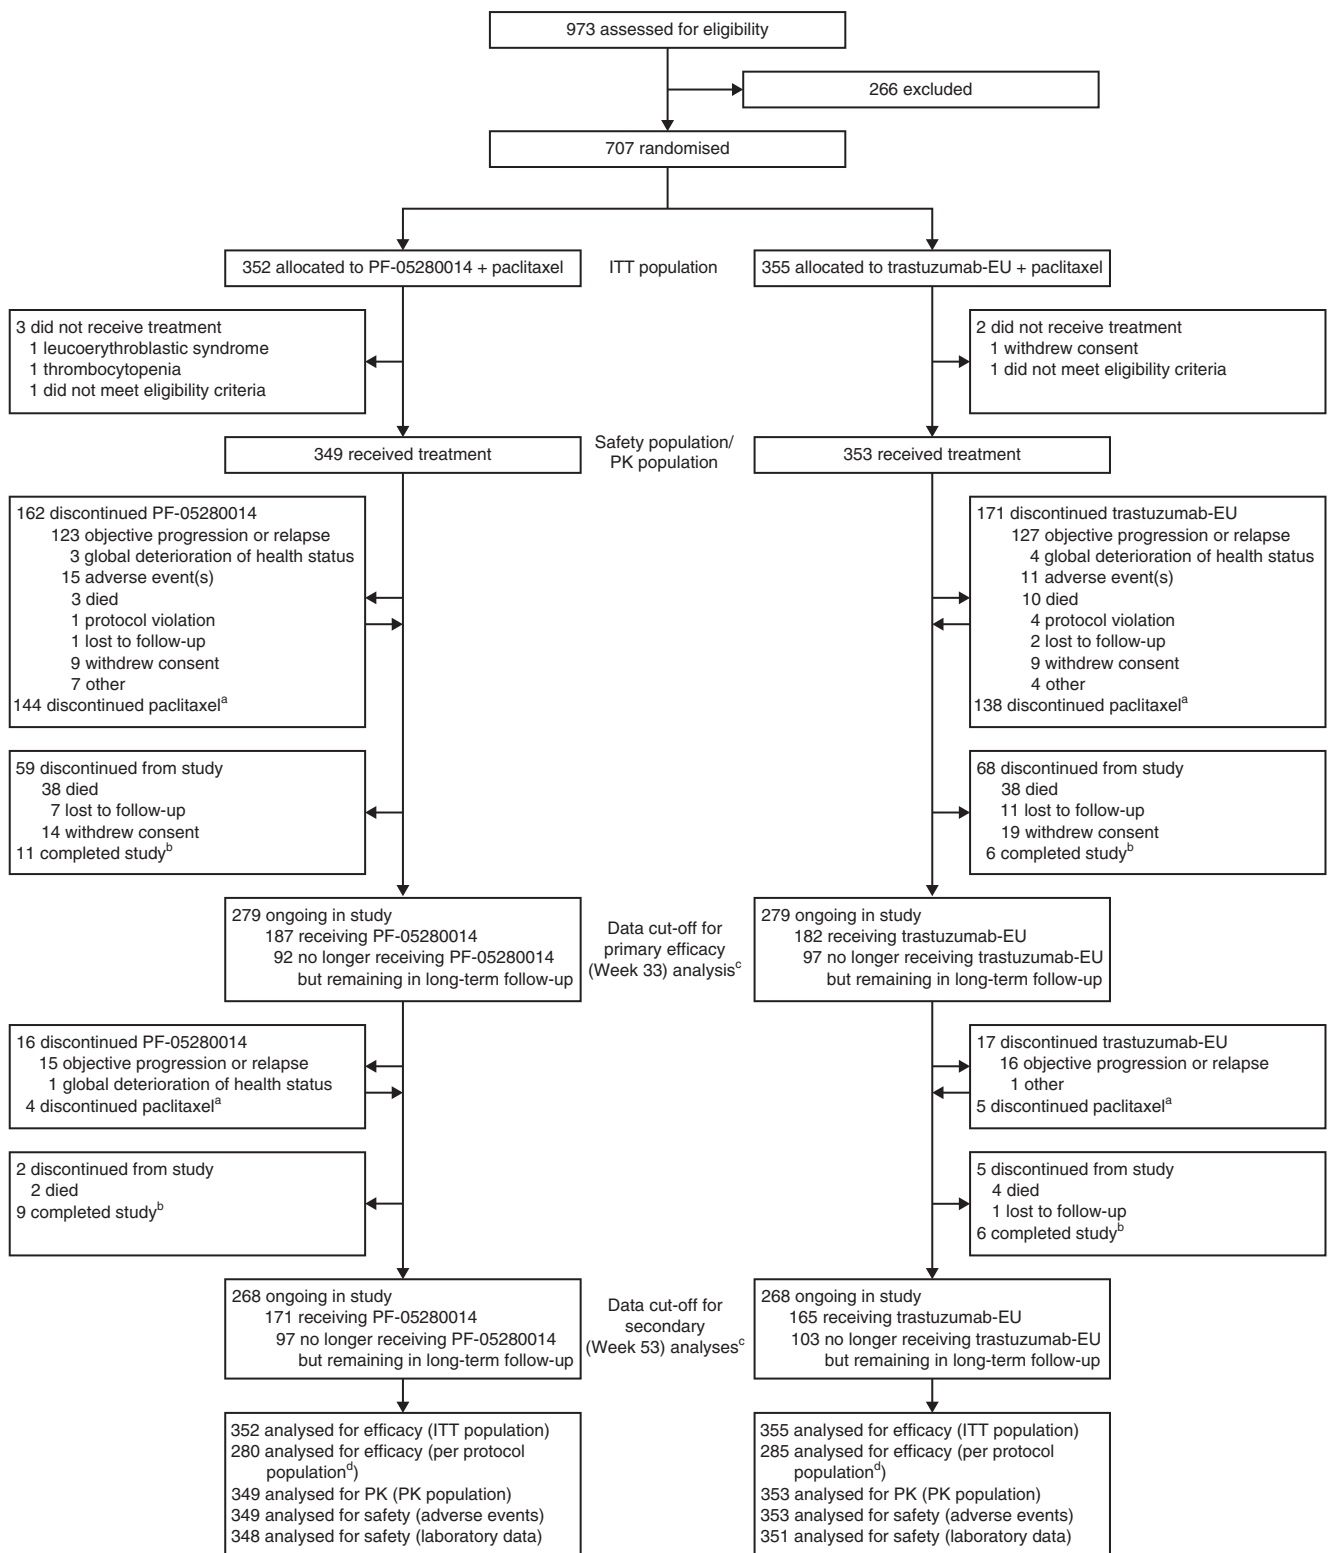 973 assessed for eligibility
266 excluded
707 randomised
352 allocated to PF-05280014 + paclitaxel
ITT population
355 allocated to trastuzumab-EU + paclitaxel
3 did not receive treatment
1 leucoerythroblastic syndrome
1 thrombocytopenia
1 did not meet eligibility criteria
2 did not receive treatment
1 withdrew consent
1 did not meet eligibility criteria
349 received treatment
Safety population/
PK population
353 received treatment
162 discontinued PF-05280014
123 objective progression or relapse
3 global deterioration of health status
15 adverse event(s)
3 died
1 protocol violation
1 lost to follow-up
9 withdrew consent
7 other
144 discontinued paclitaxelᵃ
171 discontinued trastuzumab-EU
127 objective progression or relapse
4 global deterioration of health status
11 adverse event(s)
10 died
4 protocol violation
2 lost to follow-up
9 withdrew consent
4 other
138 discontinued paclitaxelᵃ
59 discontinued from study
38 died
7 lost to follow-up
14 withdrew consent
11 completed studyᵇ
68 discontinued from study
38 died
11 lost to follow-up
19 withdrew consent
6 completed studyᵇ
279 ongoing in study
187 receiving PF-05280014
92 no longer receiving PF-05280014
but remaining in long-term follow-up
Data cut-off for
primary efficacy
(Week 33) analysisᶜ
279 ongoing in study
182 receiving trastuzumab-EU
97 no longer receiving trastuzumab-EU
but remaining in long-term follow-up
16 discontinued PF-05280014
15 objective progression or relapse
1 global deterioration of health status
4 discontinued paclitaxelᵃ
17 discontinued trastuzumab-EU
16 objective progression or relapse
1 other
5 discontinued paclitaxelᵃ
2 discontinued from study
2 died
9 completed studyᵇ
5 discontinued from study
4 died
1 lost to follow-up
6 completed studyᵇ
268 ongoing in study
171 receiving PF-05280014
97 no longer receiving PF-05280014
but remaining in long-term follow-up
Data cut-off for
secondary
(Week 53) analysesᶜ
268 ongoing in study
165 receiving trastuzumab-EU
103 no longer receiving trastuzumab-EU
but remaining in long-term follow-up
352 analysed for efficacy (ITT population)
280 analysed for efficacy (per protocol
populationᵈ)
349 analysed for PK (PK population)
349 analysed for safety (adverse events)
348 analysed for safety (laboratory data)
355 analysed for efficacy (ITT population)
285 analysed for efficacy (per protocol
populationᵈ)
353 analysed for PK (PK population)
353 analysed for safety (adverse events)
351 analysed for safety (laboratory data)